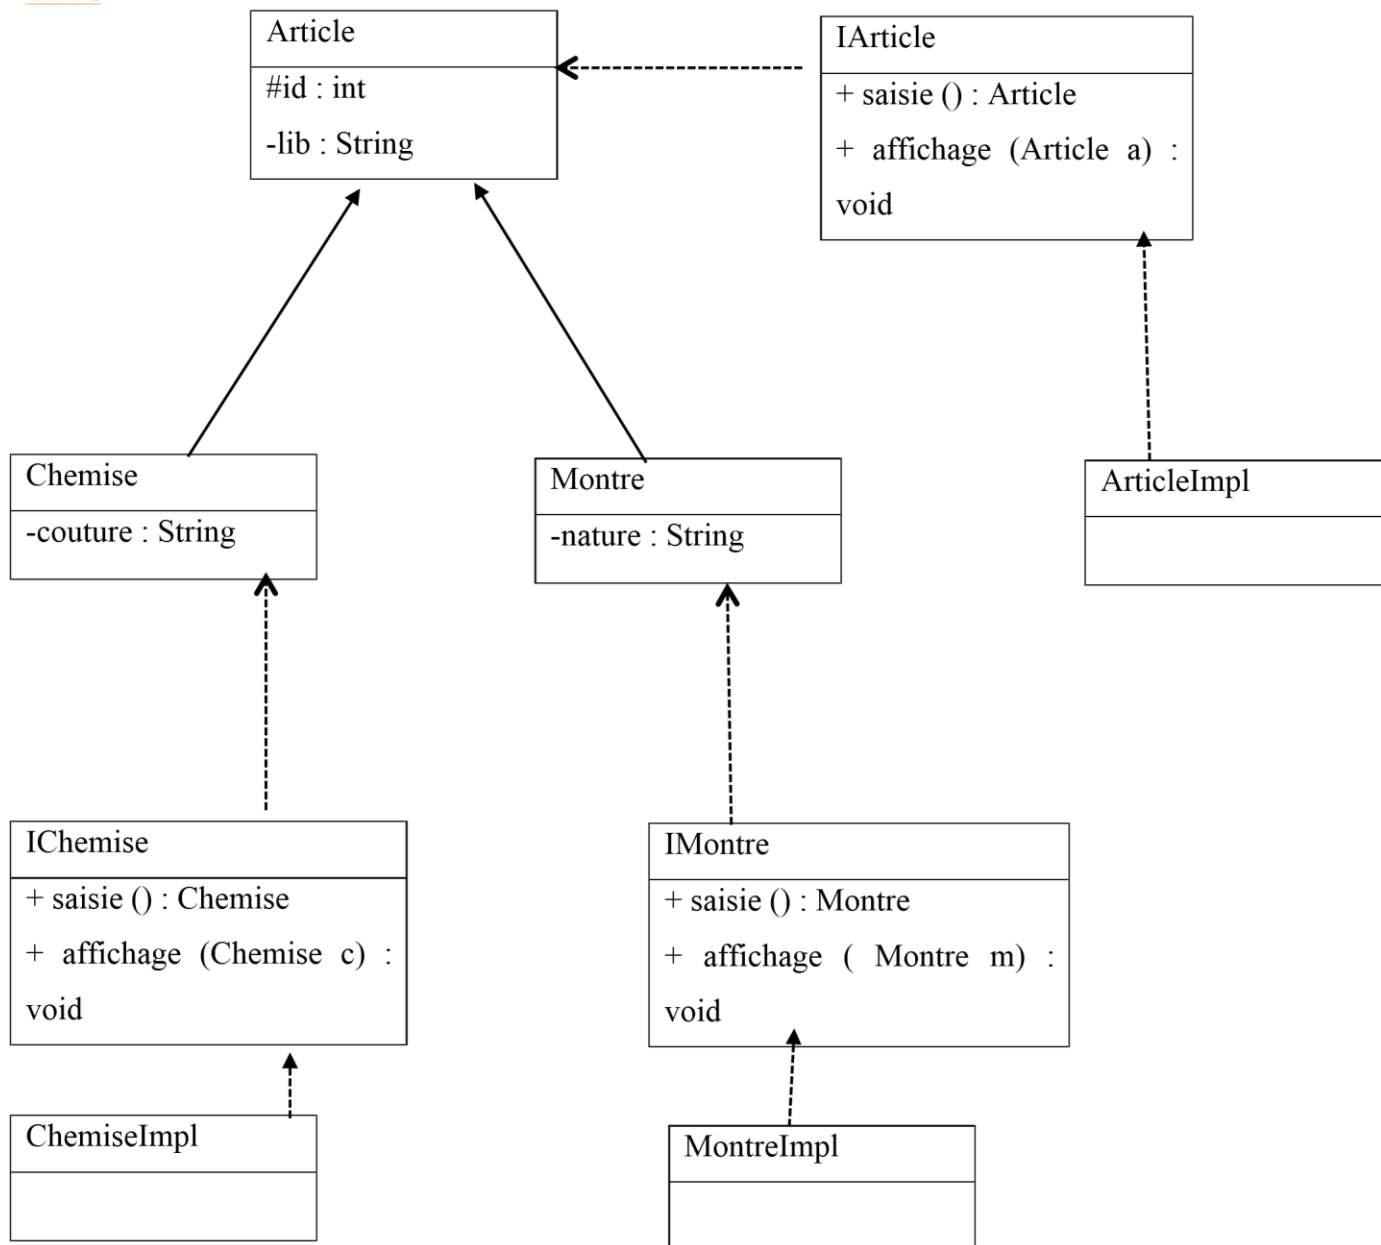 Article
#id : int
-lib : String
IArticle
+ saisie () : Article
+ affichage (Article a) :
void
Chemise
-couture : String
Montre
-nature : String
ArticleImpl
IChemise
+ saisie () : Chemise
+ affichage (Chemise c) :
void
IMontre
+ saisie () : Montre
+ affichage ( Montre m) :
void
ChemiseImpl
MontreImpl